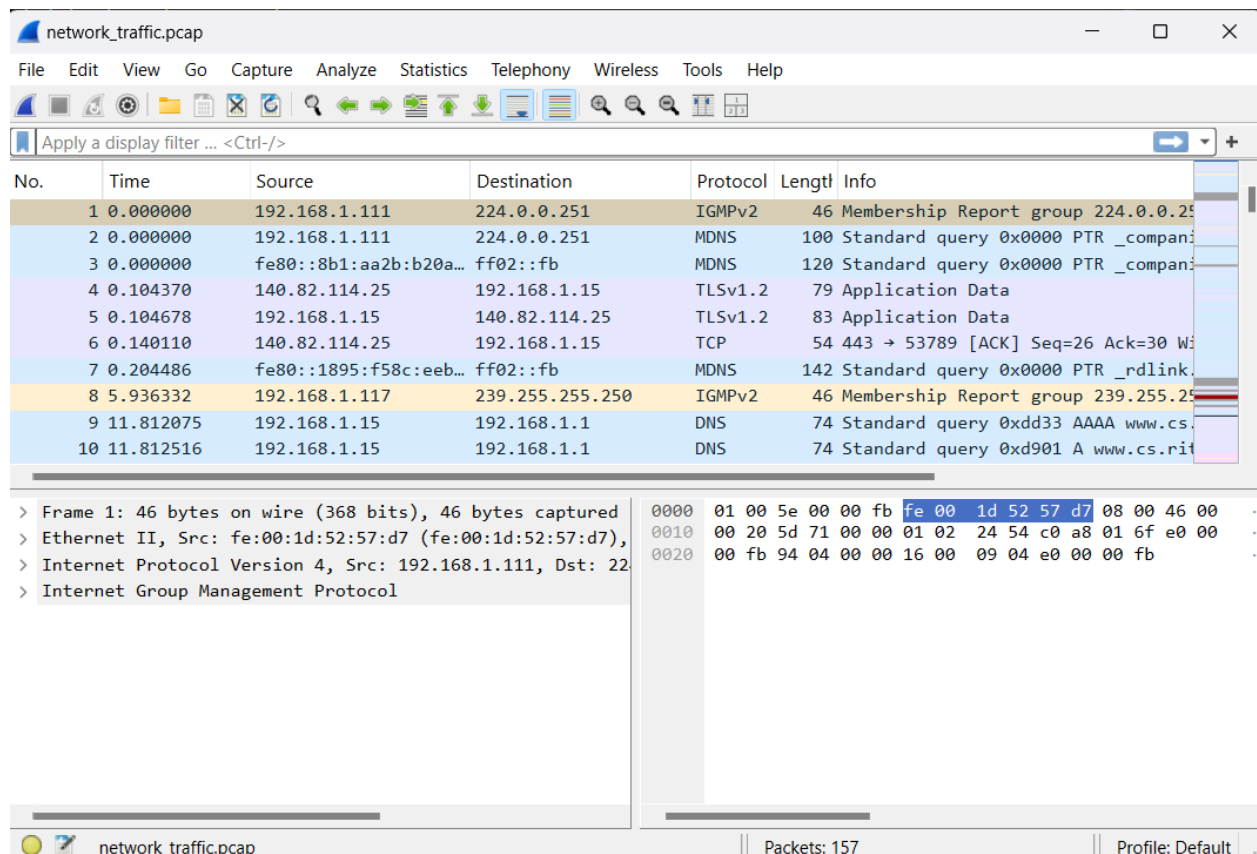 network_traffic.pcap
File Edit View Go Capture Analyze Statistics Telephony Wireless Tools Help
Apply a display filter ... <Ctrl-/>
No. Time Source Destination Protocol Length Info
1 0.000000 192.168.1.111 224.0.0.251 IGMPv2 46 Membership Report group 224.0.0.25
2 0.000000 192.168.1.111 224.0.0.251 MDNS 100 Standard query 0x0000 PTR _compani
3 0.000000 fe80::8b1:aa2b:b20a… ff02::fb MDNS 120 Standard query 0x0000 PTR _compani
4 0.104370 140.82.114.25 192.168.1.15 TLSv1.2 79 Application Data
5 0.104678 192.168.1.15 140.82.114.25 TLSv1.2 83 Application Data
6 0.140110 140.82.114.25 192.168.1.15 TCP 54 443 → 53789 [ACK] Seq=26 Ack=30 Wi
7 0.204486 fe80::1895:f58c:eeb… ff02::fb MDNS 142 Standard query 0x0000 PTR _rdlink.
8 5.936332 192.168.1.117 239.255.255.250 IGMPv2 46 Membership Report group 239.255.25
9 11.812075 192.168.1.15 192.168.1.1 DNS 74 Standard query 0xdd33 AAAA www.cs.
10 11.812516 192.168.1.15 192.168.1.1 DNS 74 Standard query 0xd901 A www.cs.rit
> Frame 1: 46 bytes on wire (368 bits), 46 bytes captured
> Ethernet II, Src: fe:00:1d:52:57:d7 (fe:00:1d:52:57:d7),
> Internet Protocol Version 4, Src: 192.168.1.111, Dst: 22
> Internet Group Management Protocol
0000 01 00 5e 00 00 fb fe 00 1d 52 57 d7 08 00 46 00
0010 00 20 5d 71 00 00 01 02 24 54 c0 a8 01 6f e0 00
0020 00 fb 94 04 00 00 16 00 09 04 e0 00 00 fb
network_traffic.pcap Packets: 157 Profile: Default